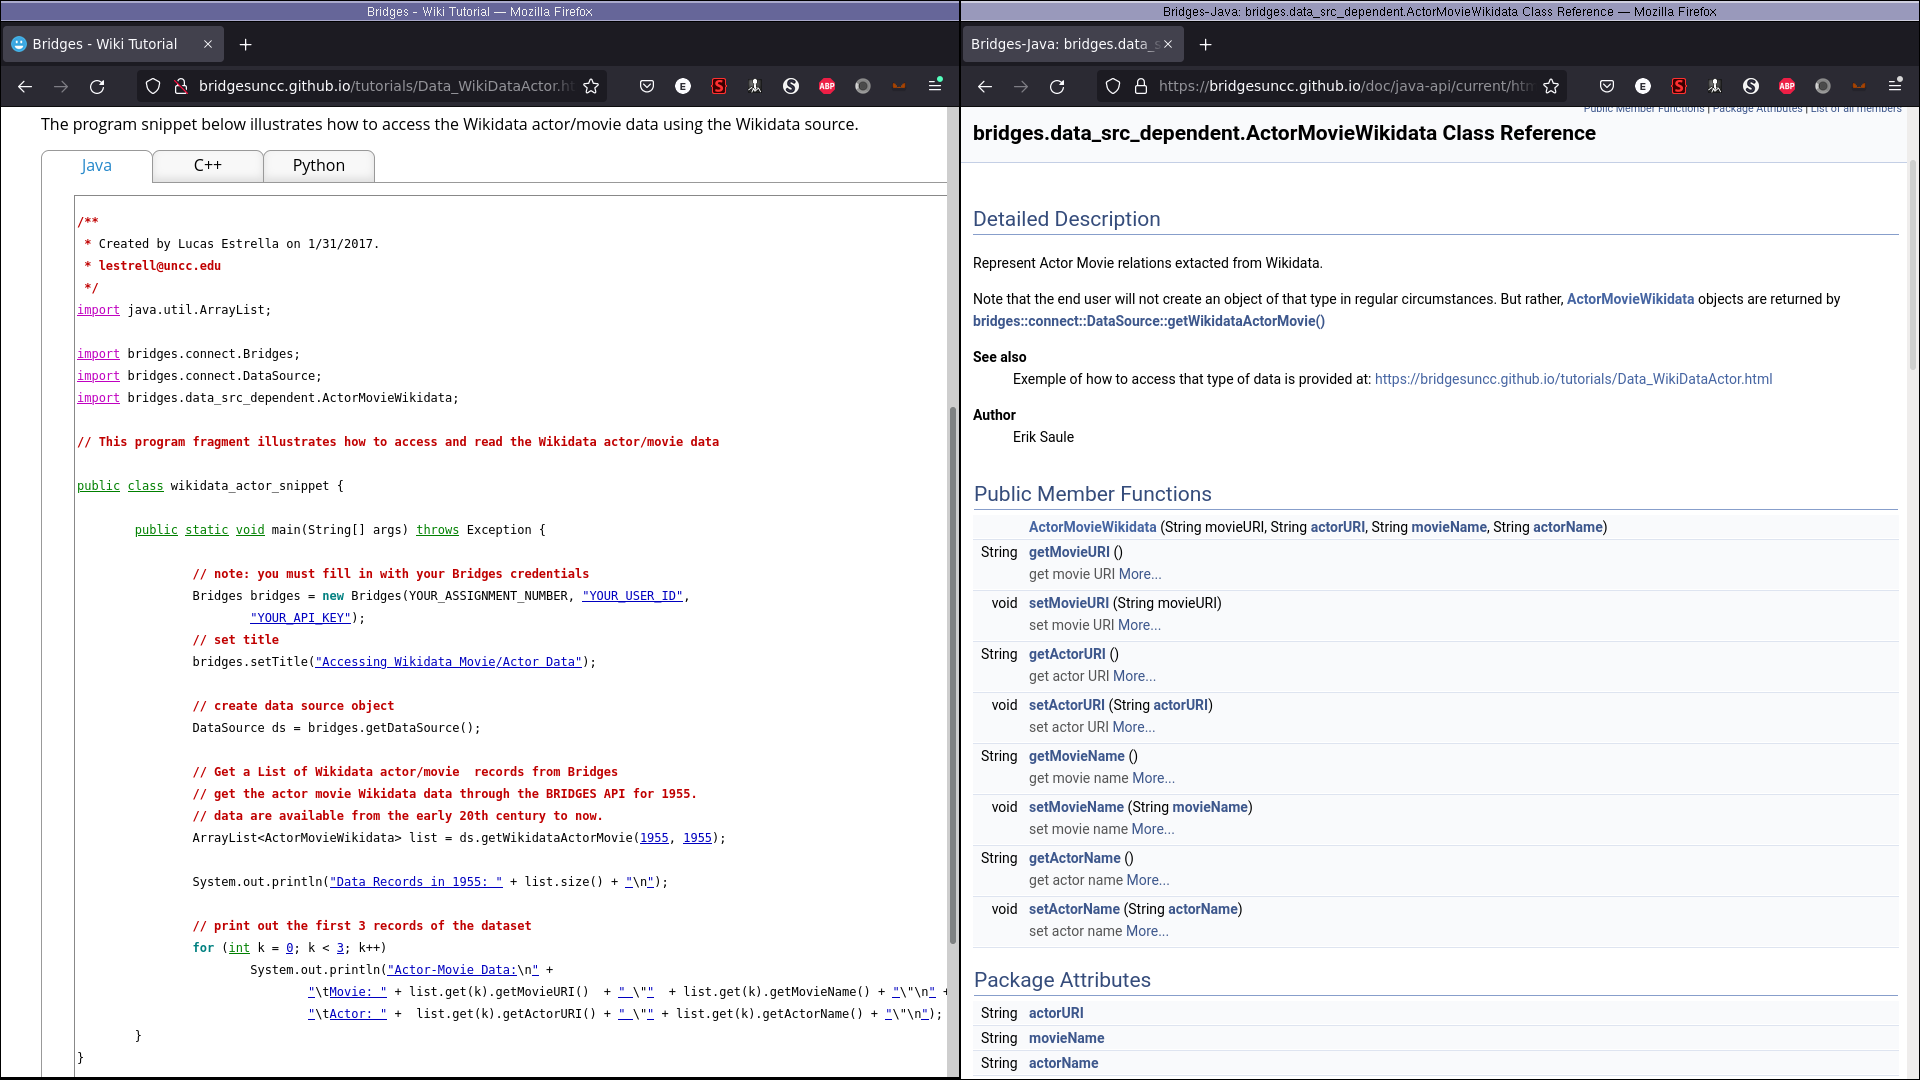 Bridges - Wiki Tutorial — Mozilla Firefox
Bridges - Wiki Tutorial
bridgesuncc.github.io/tutorials/Data_WikiDataActor.ht
The program snippet below illustrates how to access the Wikidata actor/movie data using the Wikidata source.
Java C++ Python
/**
* Created by Lucas Estrella on 1/31/2017.
* lestrell@uncc.edu
*/
import java.util.ArrayList;
import bridges.connect.Bridges;
import bridges.connect.DataSource;
import bridges.data_src_dependent.ActorMovieWikidata;
// This program fragment illustrates how to access and read the Wikidata actor/movie data
public class wikidata_actor_snippet {
public static void main(String[] args) throws Exception {
// note: you must fill in with your Bridges credentials
Bridges bridges = new Bridges(YOUR_ASSIGNMENT_NUMBER, "YOUR_USER_ID",
"YOUR_API_KEY");
// set title
bridges.setTitle("Accessing Wikidata Movie/Actor Data");
// create data source object
DataSource ds = bridges.getDataSource();
// Get a List of Wikidata actor/movie  records from Bridges
// get the actor movie Wikidata data through the BRIDGES API for 1955.
// data are available from the early 20th century to now.
ArrayList<ActorMovieWikidata> list = ds.getWikidataActorMovie(1955, 1955);
System.out.println("Data Records in 1955: " + list.size() + "\n");
// print out the first 3 records of the dataset
for (int k = 0; k < 3; k++)
System.out.println("Actor-Movie Data:\n" +
"\tMovie: " + list.get(k).getMovieURI()  + " \""  + list.get(k).getMovieName() + "\"\n" +
"\tActor: " +  list.get(k).getActorURI() + " \"" + list.get(k).getActorName() + "\"\n");
}
}
Bridges-Java: bridges.data_src_dependent.ActorMovieWikidata Class Reference — Mozilla Firefox
Bridges-Java: bridges.data_s
https://bridgesuncc.github.io/doc/java-api/current/htm
E S S ABP
Public Member Functions | Package Attributes | List of all members
bridges.data_src_dependent.ActorMovieWikidata Class Reference
Detailed Description
Represent Actor Movie relations extacted from Wikidata.
Note that the end user will not create an object of that type in regular circumstances. But rather, ActorMovieWikidata objects are returned by
bridges::connect::DataSource::getWikidataActorMovie()
See also
Exemple of how to access that type of data is provided at: https://bridgesuncc.github.io/tutorials/Data_WikiDataActor.html
Author
Erik Saule
Public Member Functions
ActorMovieWikidata (String movieURI, String actorURI, String movieName, String actorName)
String getMovieURI ()
get movie URI More...
void setMovieURI (String movieURI)
set movie URI More...
String getActorURI ()
get actor URI More...
void setActorURI (String actorURI)
set actor URI More...
String getMovieName ()
get movie name More...
void setMovieName (String movieName)
set movie name More...
String getActorName ()
get actor name More...
void setActorName (String actorName)
set actor name More...
Package Attributes
String actorURI
String movieName
String actorName